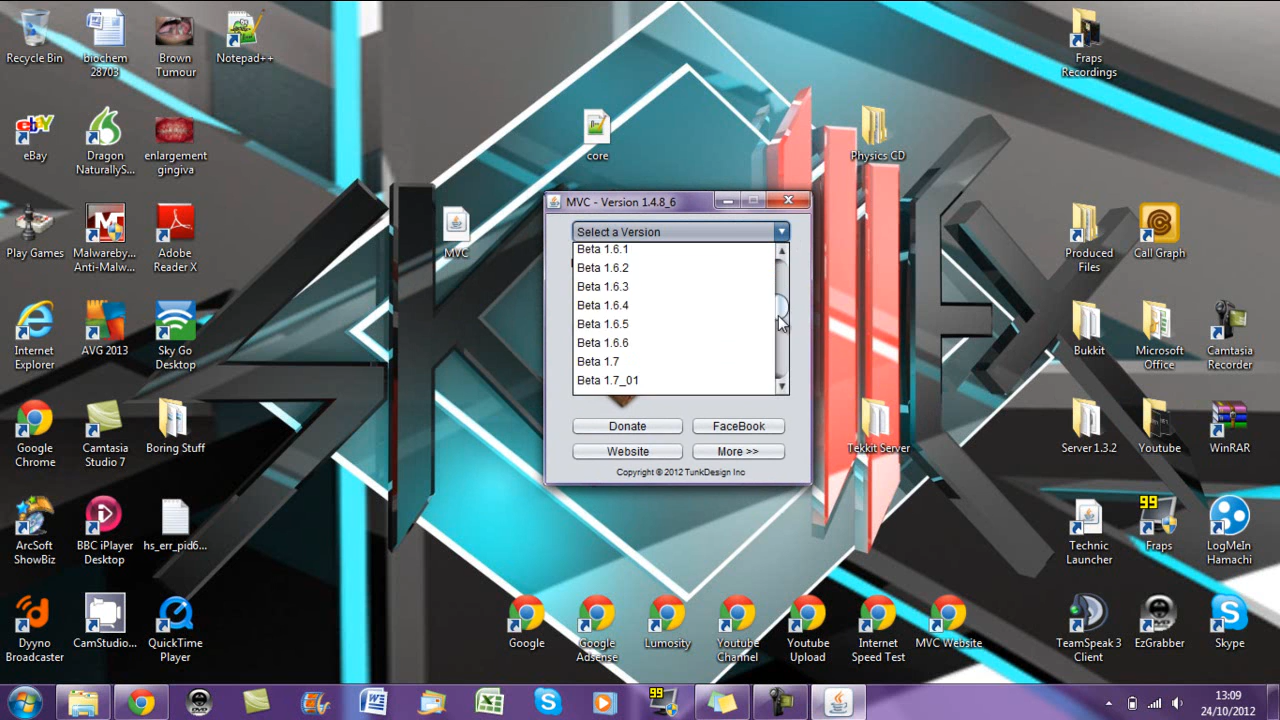 Recycle Bin
biochem
28703
Brown
Tumour
Notepad++
Fraps
Recordings
eBay
Dragon
NaturallyS...
enlargement
gingiva
core
Physics CD
Play Games
Malwareby...
Anti-Malw...
Adobe
Reader X
MVC
Produced
Files
Call Graph
MVC - Version 1.4.8_6
Select a Version
Beta 1.6.1
Beta 1.6.2
Beta 1.6.3
Beta 1.6.4
Beta 1.6.5
Beta 1.6.6
Beta 1.7
Beta 1.7_01
Donate
FaceBook
Website
More >>
Copyright © 2012 TunkDesign Inc
Internet
Explorer
AVG 2013
Sky Go
Desktop
Bukkit
Microsoft
Office
Camtasia
Recorder
Google
Chrome
Camtasia
Studio 7
Boring Stuff
Tekkit Server
Server 1.3.2
Youtube
WinRAR
ArcSoft
ShowBiz
BBC iPlayer
Desktop
hs_err_pid6...
Technic
Launcher
99
Fraps
LogMeIn
Hamachi
Dyyno
Broadcaster
CamStudio...
QuickTime
Player
Google
Google
Adsense
Lumosity
Youtube
Channel
Youtube
Upload
Internet
Speed Test
MVC Website
TeamSpeak 3
Client
EzGrabber
Skype
99
13:09
24/10/2012